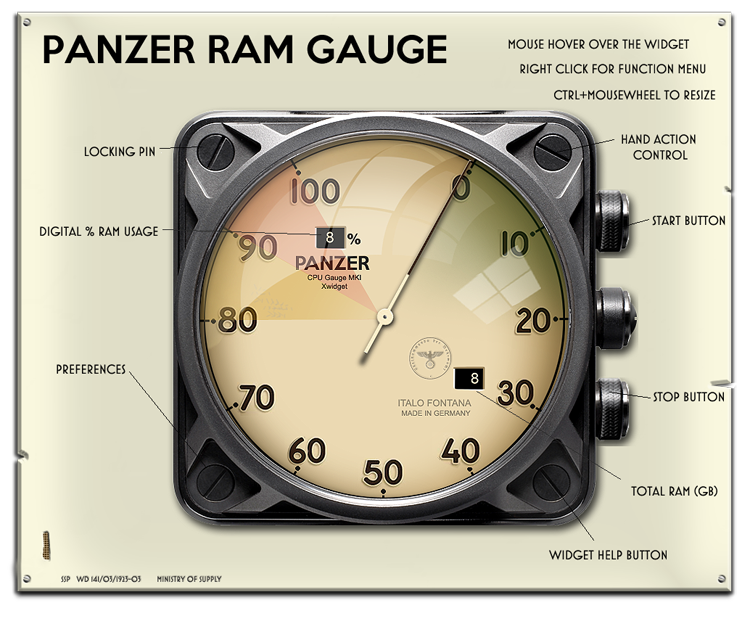 PANZER RAM GAUGE
MOUSE HOVER OVER THE WIDGET
RIGHT CLICK FOR FUNCTION MENU
CTRL+MOUSEWHEEL TO RESIZE
LOCKING PIN
HAND ACTION
CONTROL
START BUTTON
DIGITAL % RAM USAGE
100
0
90
10
8 %
PANZER
CPU Gauge MKI
Xwidget
80
20
PREFERENCES
8
70
30
ITALO FONTANA
MADE IN GERMANY
STOP BUTTON
60
40
50
TOTAL RAM (GB)
WIDGET HELP BUTTON
SSP WD 141/03/1923-03 MINISTRY OF SUPPLY